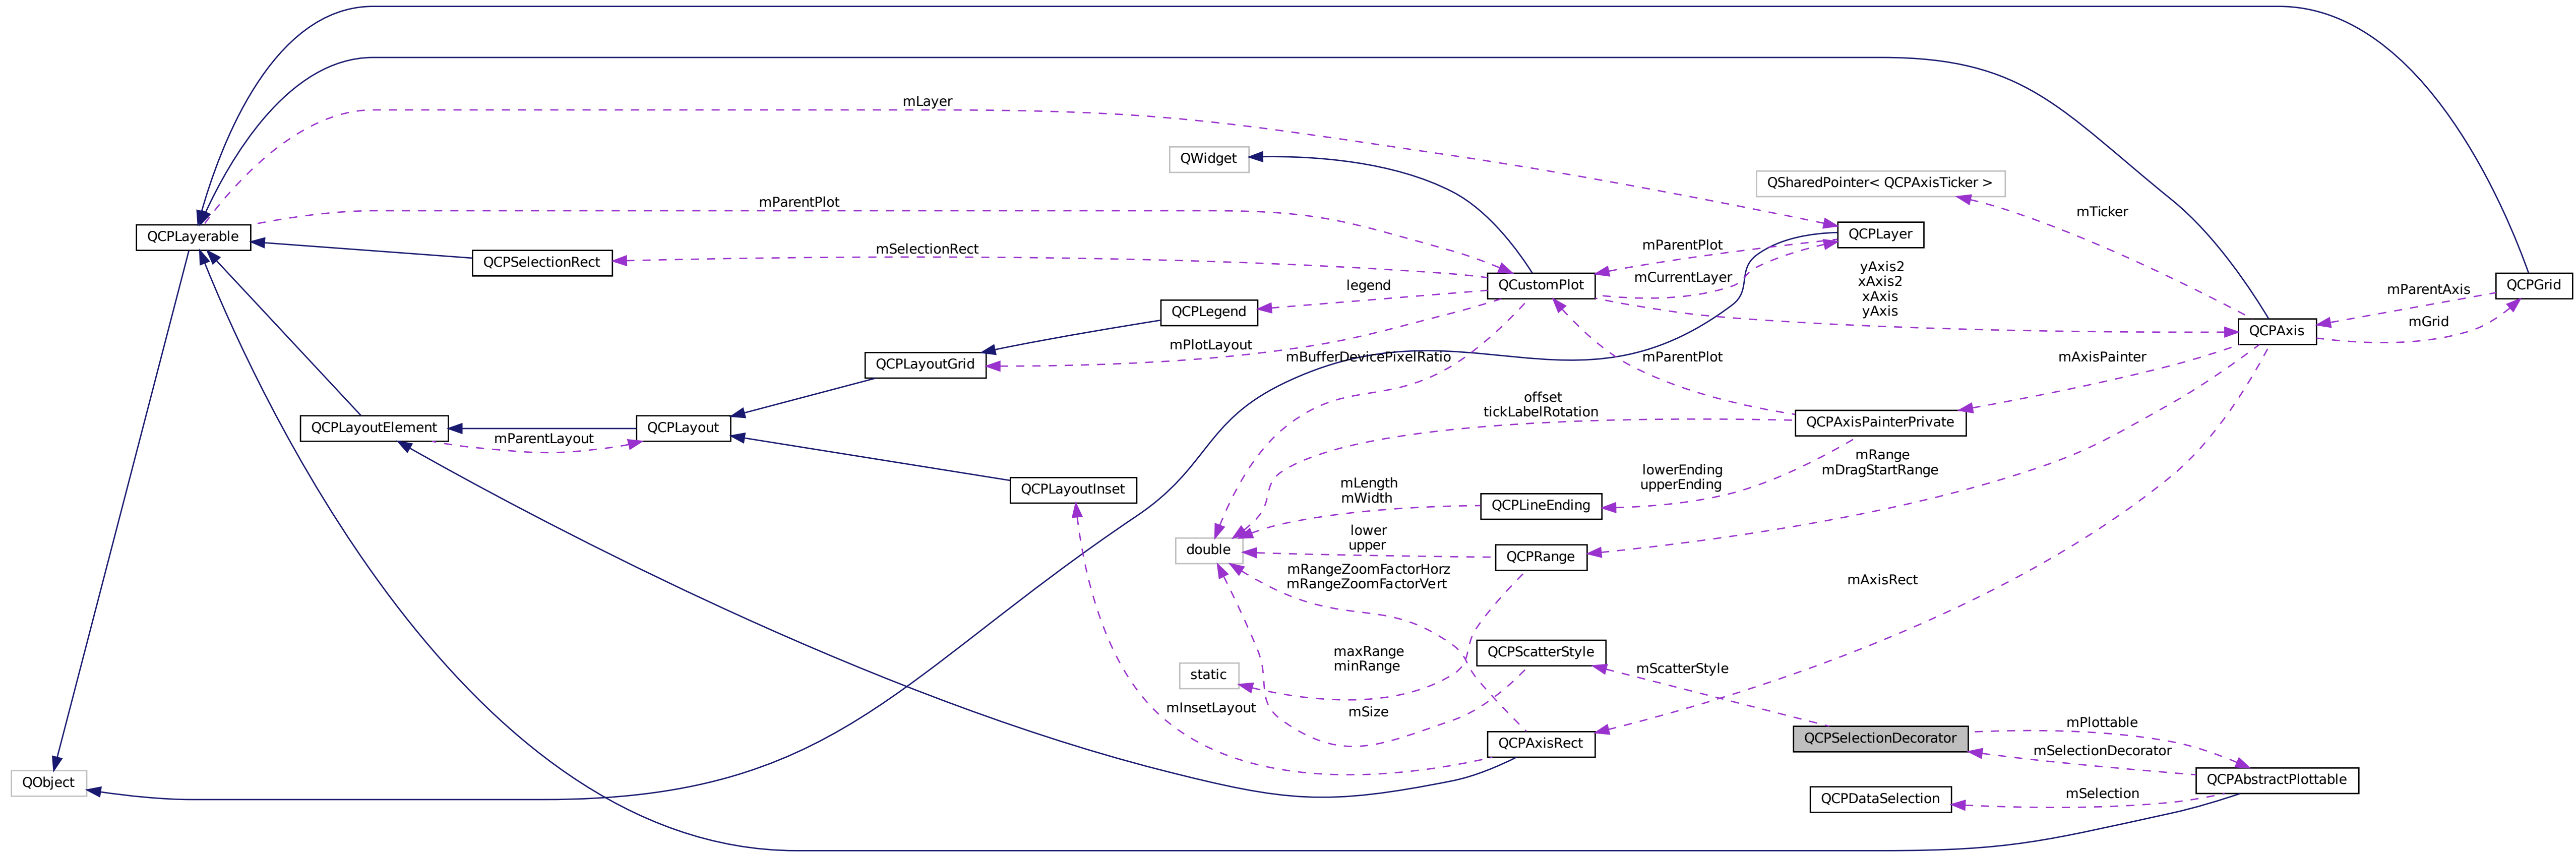 mLayer
QWidget
QSharedPointer< QCPAxisTicker >
mParentPlot
mTicker
QCPLayerable
QCPLayer
mSelectionRect
mParentPlot
QCPSelectionRect
yAxis2
xAxis2
xAxis
yAxis
mCurrentLayer
legend
QCustomPlot
QCPGrid
mParentAxis
QCPLegend
mGrid
QCPAxis
mPlotLayout
mBufferDevicePixelRatio
mParentPlot
mAxisPainter
QCPLayoutGrid
offset
tickLabelRotation
QCPAxisPainterPrivate
QCPLayoutElement
mParentLayout
QCPLayout
mRange
mDragStartRange
lowerEnding
upperEnding
QCPLayoutInset
mLength
mWidth
QCPLineEnding
lower
upper
double
QCPRange
mRangeZoomFactorHorz
mRangeZoomFactorVert
mAxisRect
maxRange
minRange
QCPScatterStyle
mScatterStyle
static
mInsetLayout
mSize
mPlottable
QCPAxisRect
QCPSelectionDecorator
mSelectionDecorator
QObject
QCPAbstractPlottable
QCPDataSelection
mSelection